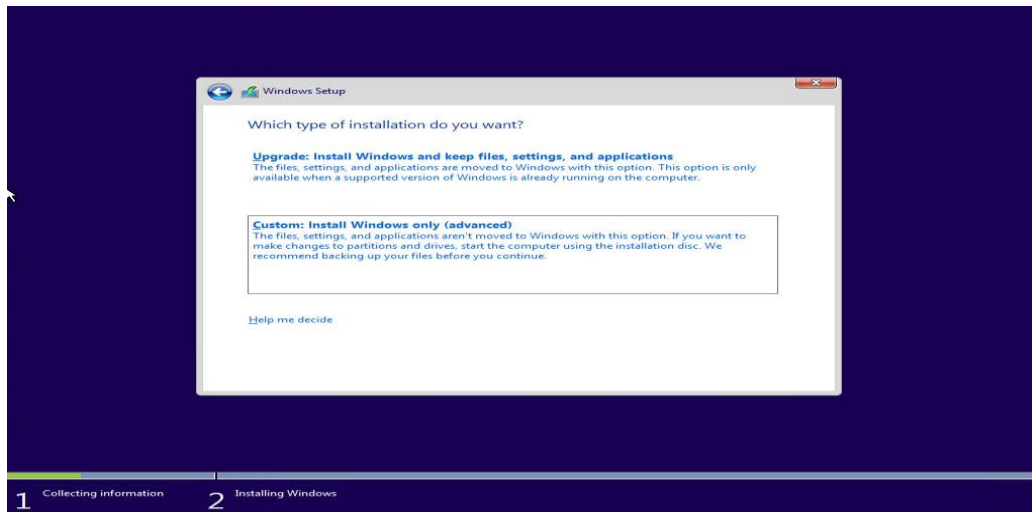 Windows Setup
Which type of installation do you want?
Upgrade: Install Windows and keep files, settings, and applications
The files, settings, and applications are moved to Windows with this option. This option is only
available when a supported version of Windows is already running on the computer.
Custom: Install Windows only (advanced)
The files, settings, and applications aren't moved to Windows with this option. If you want to
make changes to partitions and drives, start the computer using the installation disc. We
recommend backing up your files before you continue.
Help me decide
1 Collecting information
2 Installing Windows